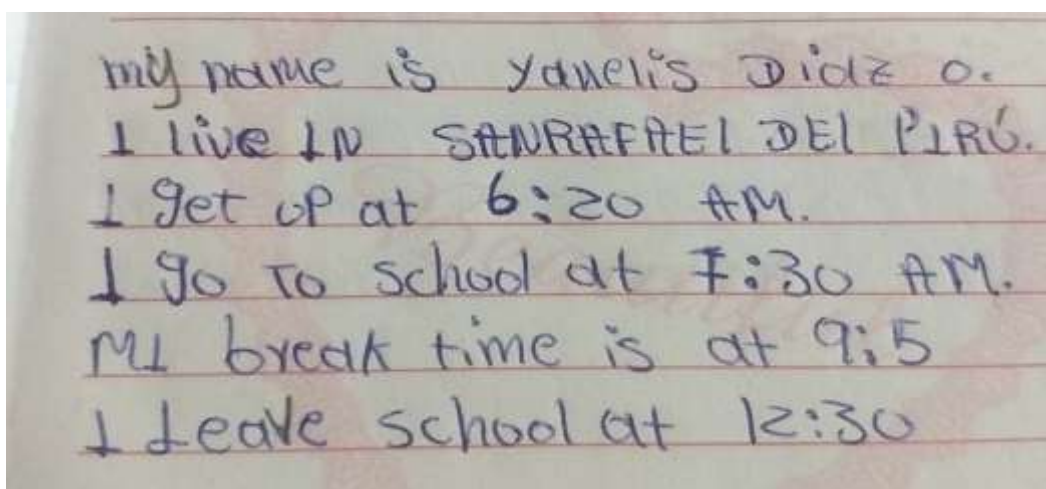 my name is Yanelis Diaz o.
I live IN SANRAFAEl DEl PIRÚ.
I get up at 6:20 AM.
I go To school at 7:30 AM.
MI break time is at 9:5
I Leave school at 12:30